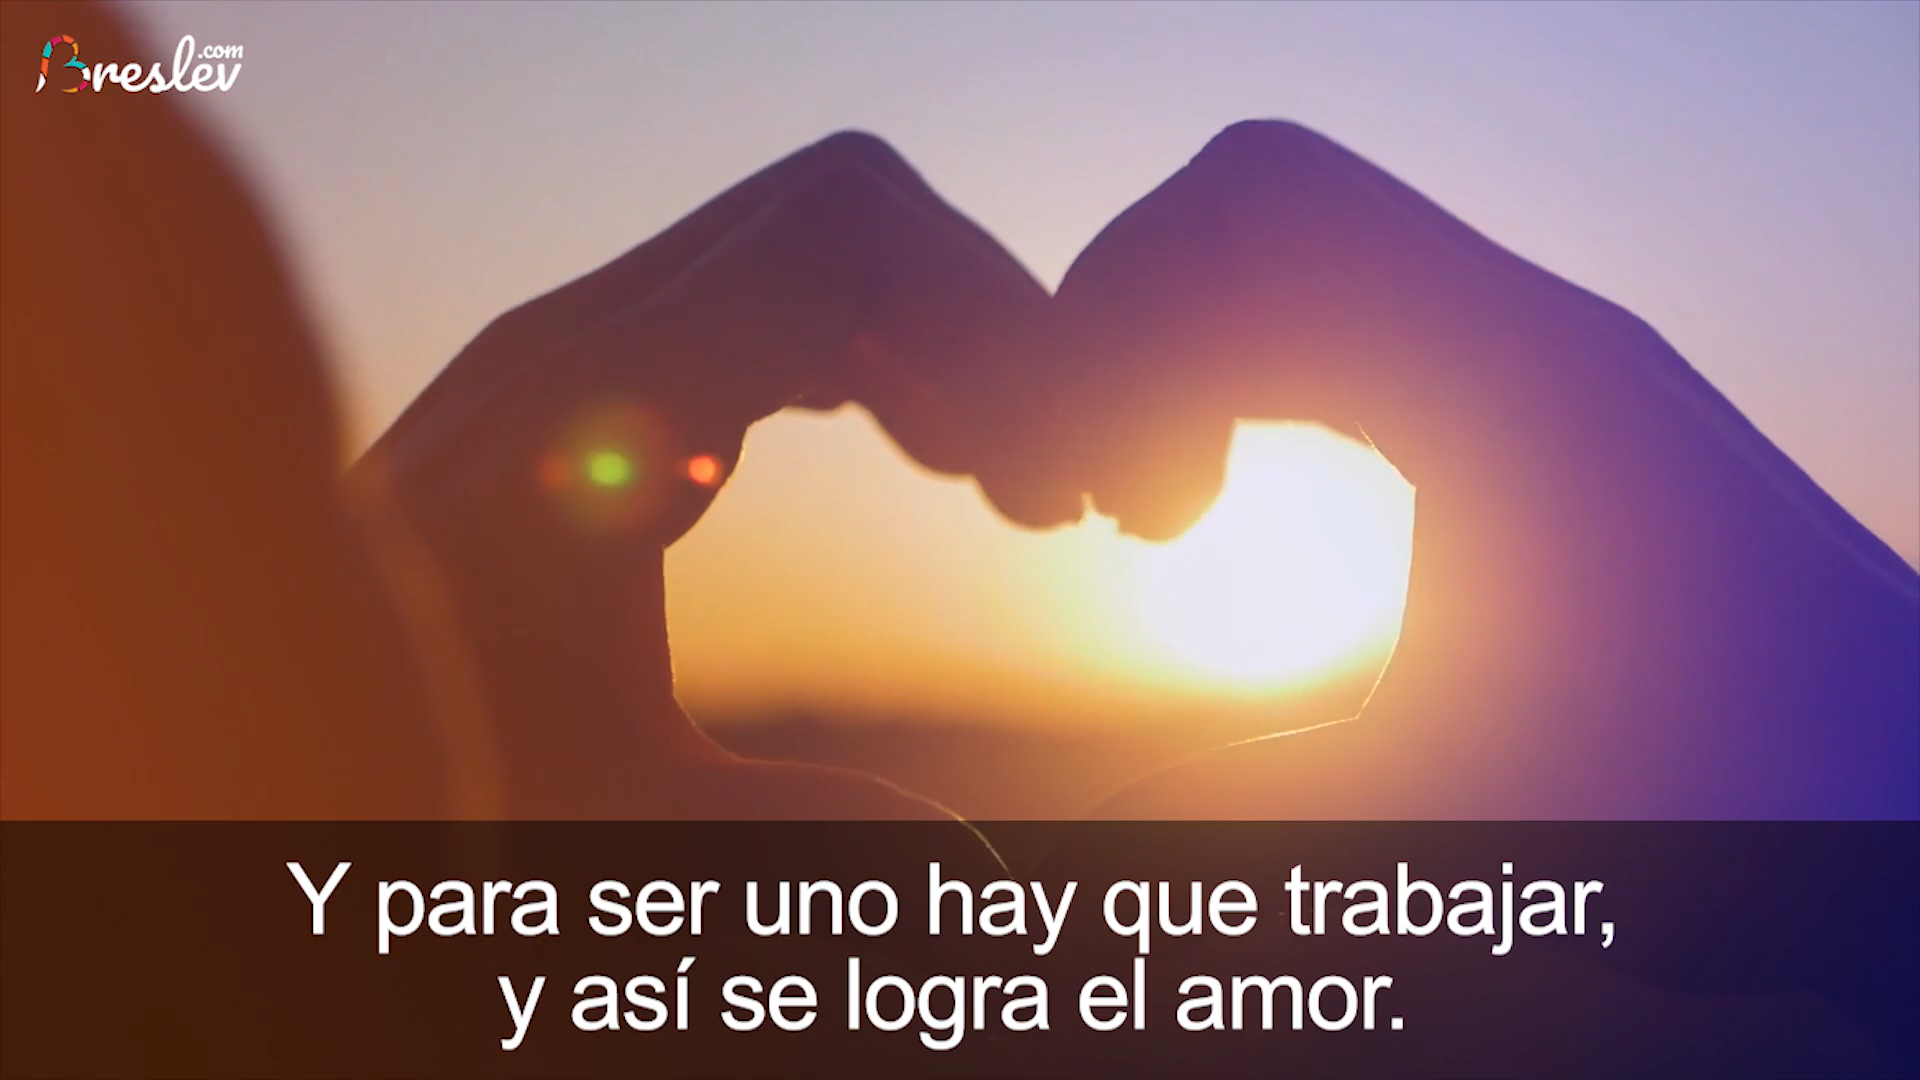 Breslev.com
Y para ser uno hay que trabajar,
y así se logra el amor.